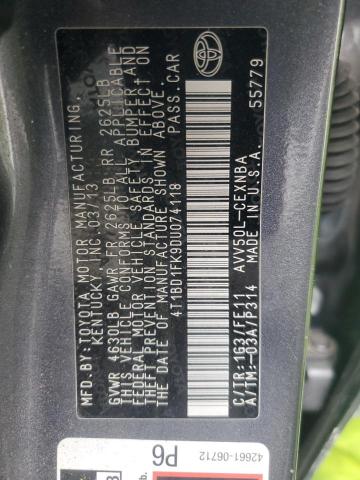 MFD.BY:TOYOTA MOTOR MANUFACTURING,
KENTUCKY, INC. 03/13
GVWR 4630LB GAWR FR 2625LB RR 2625LB
THIS VEHICLE CONFORMS TO ALL APPLICABLE
FEDERAL MOTOR VEHICLE SAFETY, BUMPER, AND
THEFT PREVENTION STANDARDS IN EFFECT ON
THE DATE OF MANUFACTURE SHOWN ABOVE.
4T1BD1FK9DU074118 PASS.CAR
C/TR: 1G3/FF11 AVV50L-CEXNBA
A/TM: -03A/P314 MADE IN U.S.A. 55779
P6
42661-06712